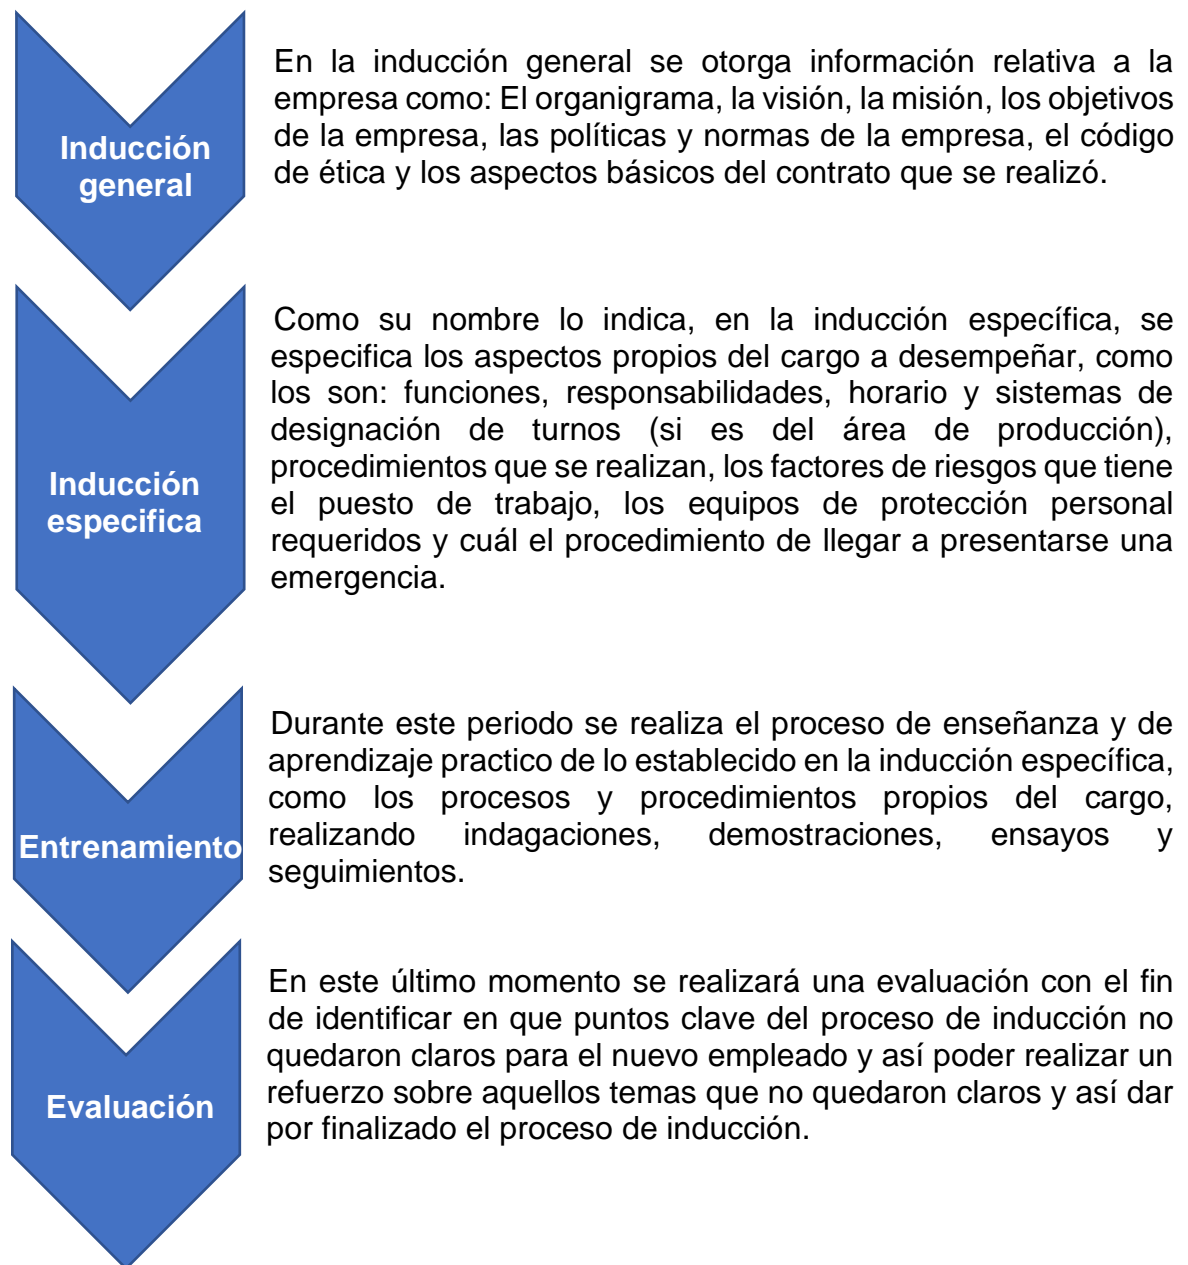 Inducción
general
En la inducción general se otorga información relativa a la
empresa como: El organigrama, la visión, la misión, los objetivos
de la empresa, las políticas y normas de la empresa, el código
de ética y los aspectos básicos del contrato que se realizó.
Inducción
especifica
Como su nombre lo indica, en la inducción específica, se
especifica los aspectos propios del cargo a desempeñar, como
los son: funciones, responsabilidades, horario y sistemas de
designación de turnos (si es del área de producción),
procedimientos que se realizan, los factores de riesgos que tiene
el puesto de trabajo, los equipos de protección personal
requeridos y cuál el procedimiento de llegar a presentarse una
emergencia.
Entrenamiento
Durante este periodo se realiza el proceso de enseñanza y de
aprendizaje practico de lo establecido en la inducción específica,
como los procesos y procedimientos propios del cargo,
realizando indagaciones, demostraciones, ensayos y
seguimientos.
Evaluación
En este último momento se realizará una evaluación con el fin
de identificar en que puntos clave del proceso de inducción no
quedaron claros para el nuevo empleado y así poder realizar un
refuerzo sobre aquellos temas que no quedaron claros y así dar
por finalizado el proceso de inducción.